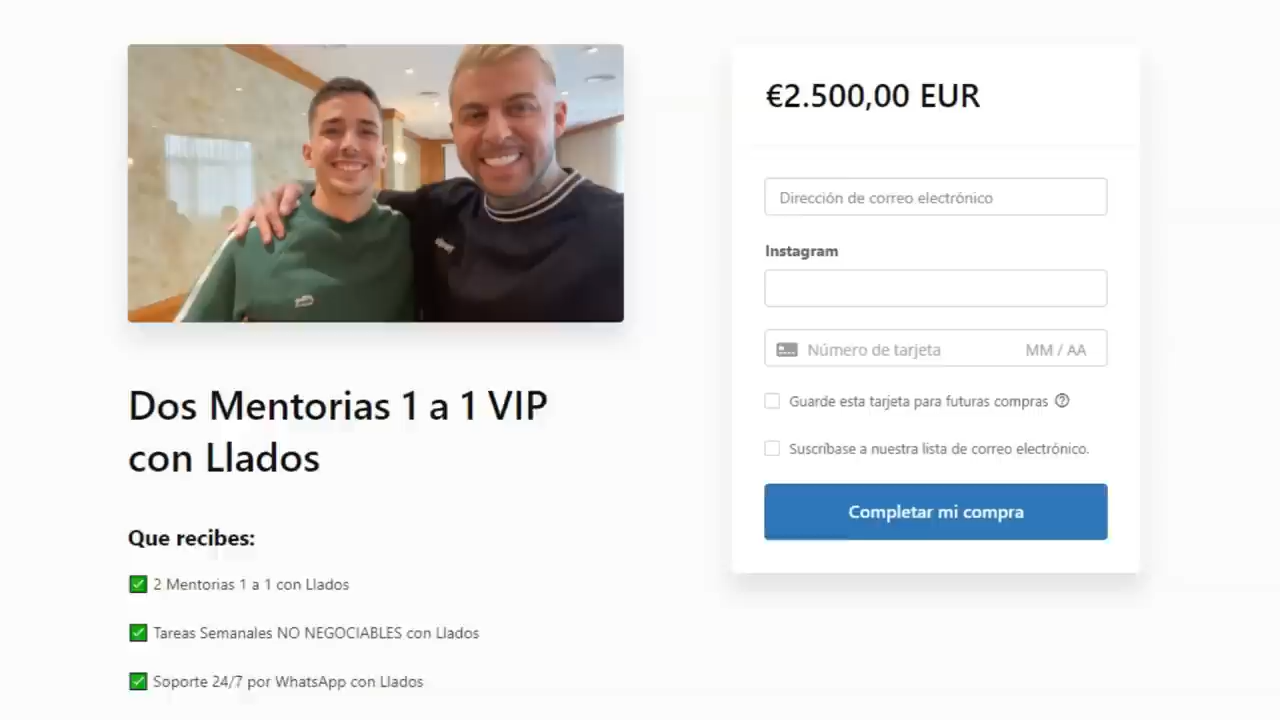 Dos Mentorias 1 a 1 VIP
con Llados
Que recibes:
✅ 2 Mentorias 1 a 1 con Llados
✅ Tareas Semanales NO NEGOCIABLES con Llados
✅ Soporte 24/7 por WhatsApp con Llados
€2.500,00 EUR
Dirección de correo electrónico
Instagram
Número de tarjeta MM / AA
Guarde esta tarjeta para futuras compras
Suscríbase a nuestra lista de correo electrónico.
Completar mi compra